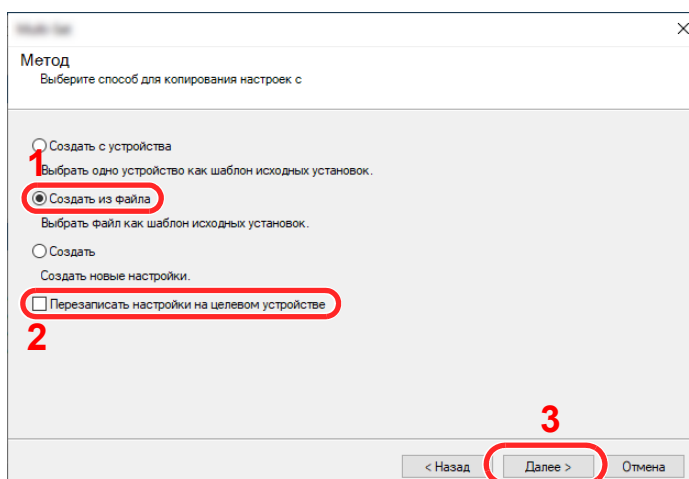 Метод
Выберите способ для копирования настроек с
Создать с устройства
1
Выбрать одно устройство как шаблон исходных установок.
Создать из файла
Выбрать файл как шаблон исходных установок.
Создать
Создать новые настройки.
Перезаписать настройки на целевом устройстве
2
3
< Назад Далее > Отмена